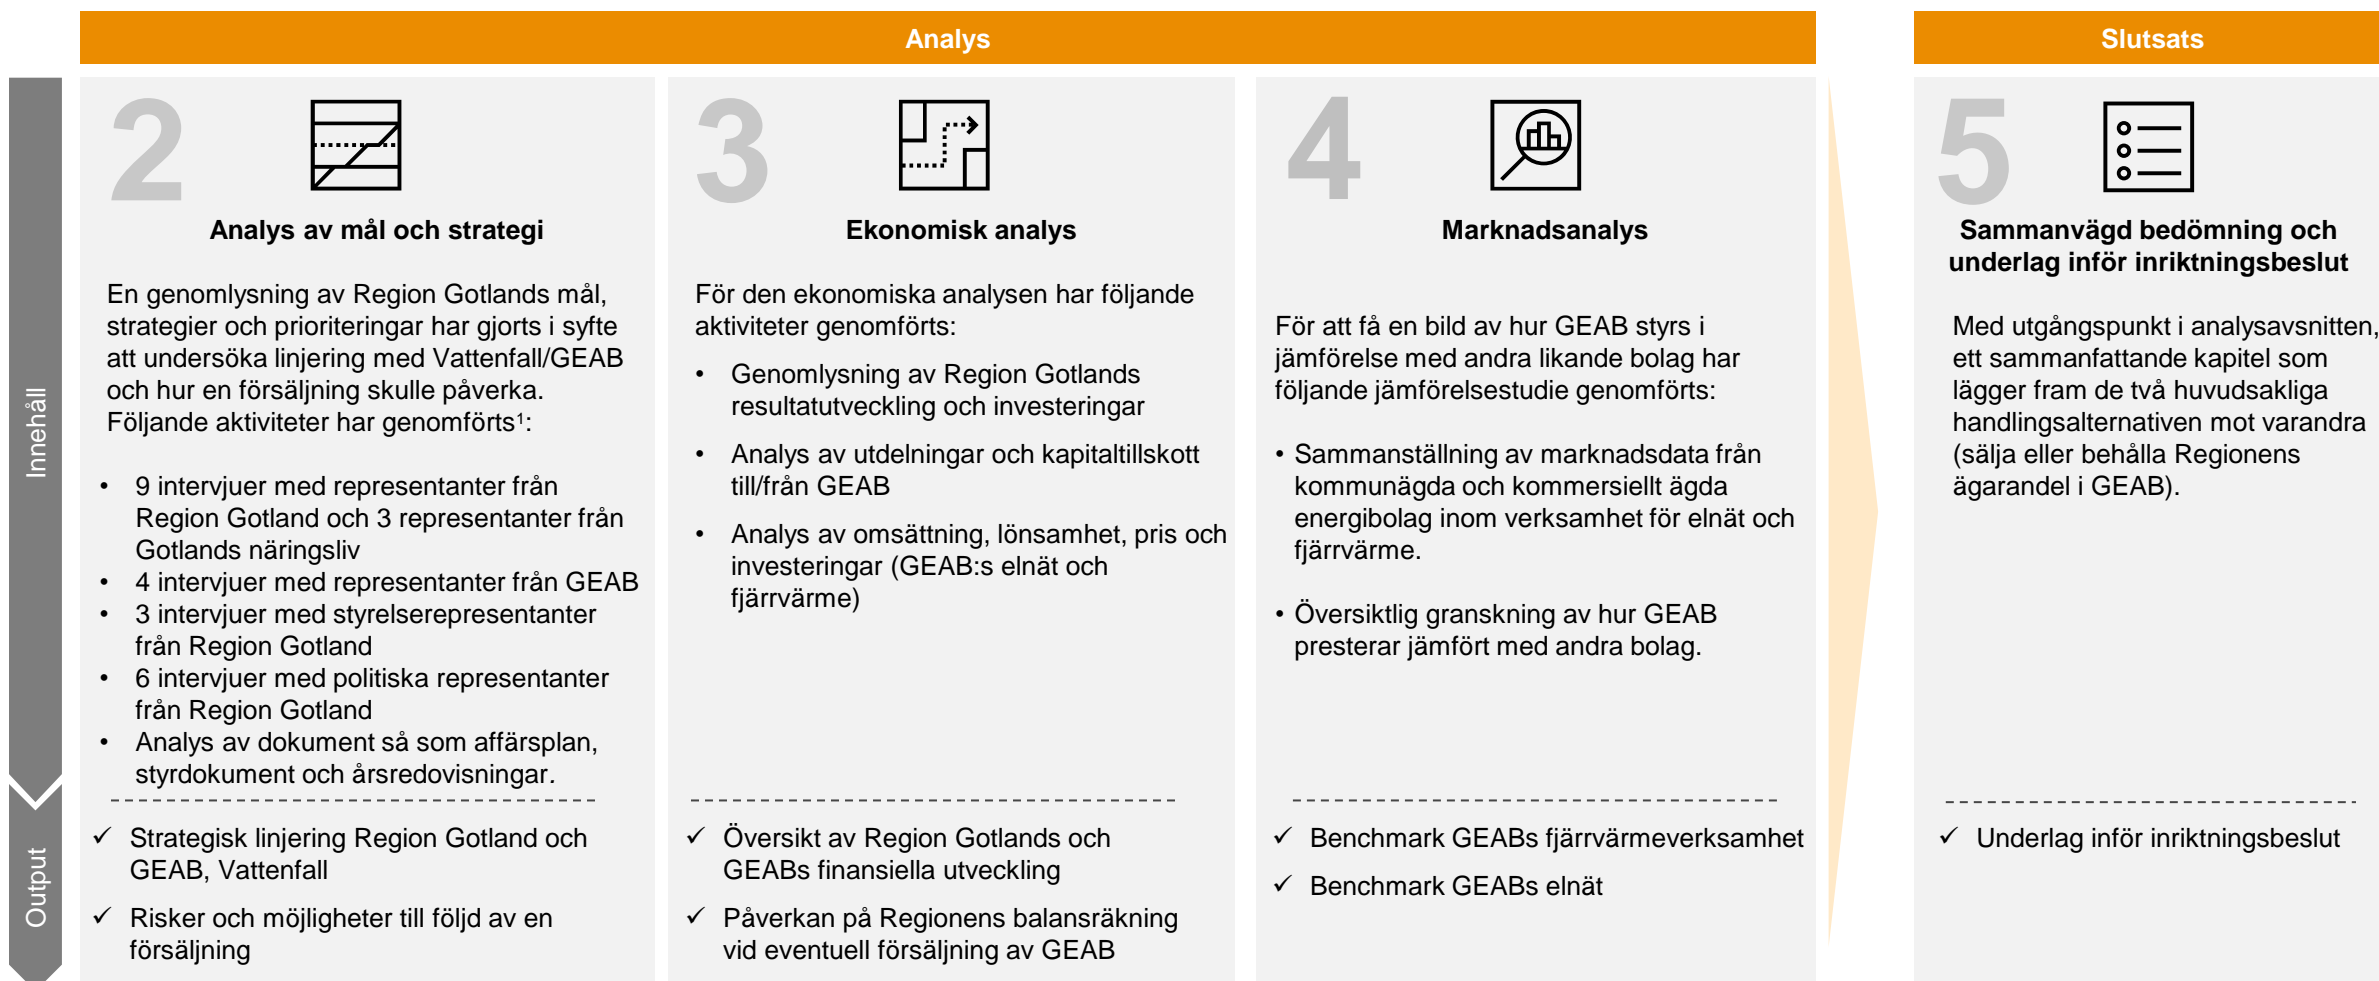 Analys
Slutsats
Innehåll
Output
2
Analys av mål och strategi
En genomlysning av Region Gotlands mål,
strategier och prioriteringar har gjorts i syfte
att undersöka linjering med Vattenfall/GEAB
och hur en försäljning skulle påverka.
Följande aktiviteter har genomförts¹:
• 9 intervjuer med representanter från
Region Gotland och 3 representanter från
Gotlands näringsliv
• 4 intervjuer med representanter från GEAB
• 3 intervjuer med styrelserepresentanter
från Region Gotland
• 6 intervjuer med politiska representanter
från Region Gotland
• Analys av dokument så som affärsplan,
styrdokument och årsredovisningar.
✓ Strategisk linjering Region Gotland och
GEAB, Vattenfall
✓ Risker och möjligheter till följd av en
försäljning
3
Ekonomisk analys
För den ekonomiska analysen har följande
aktiviteter genomförts:
• Genomlysning av Region Gotlands
resultatutveckling och investeringar
• Analys av utdelningar och kapitaltillskott
till/från GEAB
• Analys av omsättning, lönsamhet, pris och
investeringar (GEAB:s elnät och
fjärrvärme)
✓ Översikt av Region Gotlands och
GEABs finansiella utveckling
✓ Påverkan på Regionens balansräkning
vid eventuell försäljning av GEAB
4
Marknadsanalys
För att få en bild av hur GEAB styrs i
jämförelse med andra likande bolag har
följande jämförelsestudie genomförts:
• Sammanställning av marknadsdata från
kommunägda och kommersiellt ägda
energibolag inom verksamhet för elnät och
fjärrvärme.
• Översiktlig granskning av hur GEAB
presterar jämfört med andra bolag.
✓ Benchmark GEABs fjärrvärmeverksamhet
✓ Benchmark GEABs elnät
5
Sammanvägd bedömning och
underlag inför inriktningsbeslut
Med utgångspunkt i analysavsnitten,
ett sammanfattande kapitel som
lägger fram de två huvudsakliga
handlingsalternativen mot varandra
(sälja eller behålla Regionens
ägarandel i GEAB).
✓ Underlag inför inriktningsbeslut